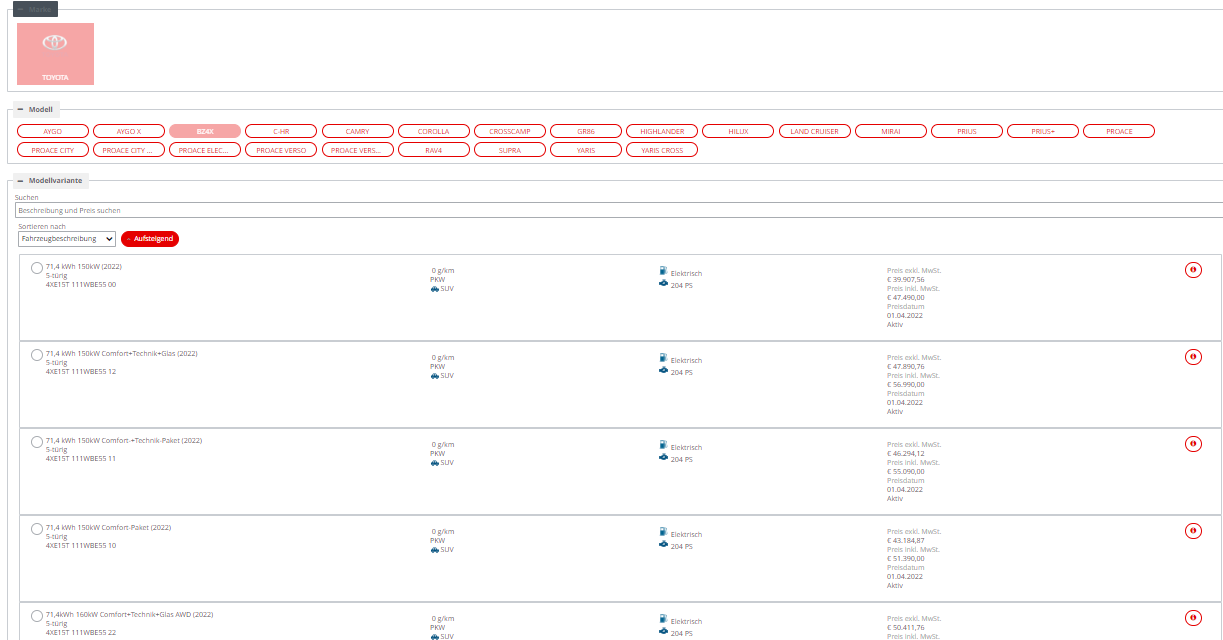 Marke
TOYOTA
Modell
AYGO
AYGO X
BZ4X
C-HR
CAMRY
COROLLA
CROSSCAMP
GR86
HIGHLANDER
HILUX
LAND CRUISER
MIRAI
PRIUS
PRIUS+
PROACE
PROACE CITY
PROACE CITY ...
PROACE ELEC...
PROACE VERSO
PROACE VERS...
RAV4
SUPRA
YARIS
YARIS CROSS
Modellvariante
Suchen
Beschreibung und Preis suchen
Sortieren nach
Fahrzeugbeschreibung
Aufsteigend
71,4 kWh 150kW (2022)
5-türig
4XE15T 111WBE55 00
0 g/km
PKW
SUV
Elektrisch
204 PS
Preis exkl. MwSt.
€ 39.907,56
Preis inkl. MwSt.
€ 47.490,00
Preisdatum
01.04.2022
Aktiv
71,4 kWh 150kW Comfort+Technik+Glas (2022)
5-türig
4XE15T 111WBE55 12
0 g/km
PKW
SUV
Elektrisch
204 PS
Preis exkl. MwSt.
€ 47.890,76
Preis inkl. MwSt.
€ 56.990,00
Preisdatum
01.04.2022
Aktiv
71,4 kWh 150kW Comfort-+Technik-Paket (2022)
5-türig
4XE15T 111WBE55 11
0 g/km
PKW
SUV
Elektrisch
204 PS
Preis exkl. MwSt.
€ 46.294,12
Preis inkl. MwSt.
€ 55.090,00
Preisdatum
01.04.2022
Aktiv
71,4 kWh 150kW Comfort-Paket (2022)
5-türig
4XE15T 111WBE55 10
0 g/km
PKW
SUV
Elektrisch
204 PS
Preis exkl. MwSt.
€ 43.184,87
Preis inkl. MwSt.
€ 51.390,00
Preisdatum
01.04.2022
Aktiv
71,4kWh 160kW Comfort+Technik+Glas AWD (2022)
5-türig
4XE15T 111WBE55 22
0 g/km
PKW
SUV
Elektrisch
204 PS
Preis exkl. MwSt.
€ 50.411,76
Preis inkl. MwSt.